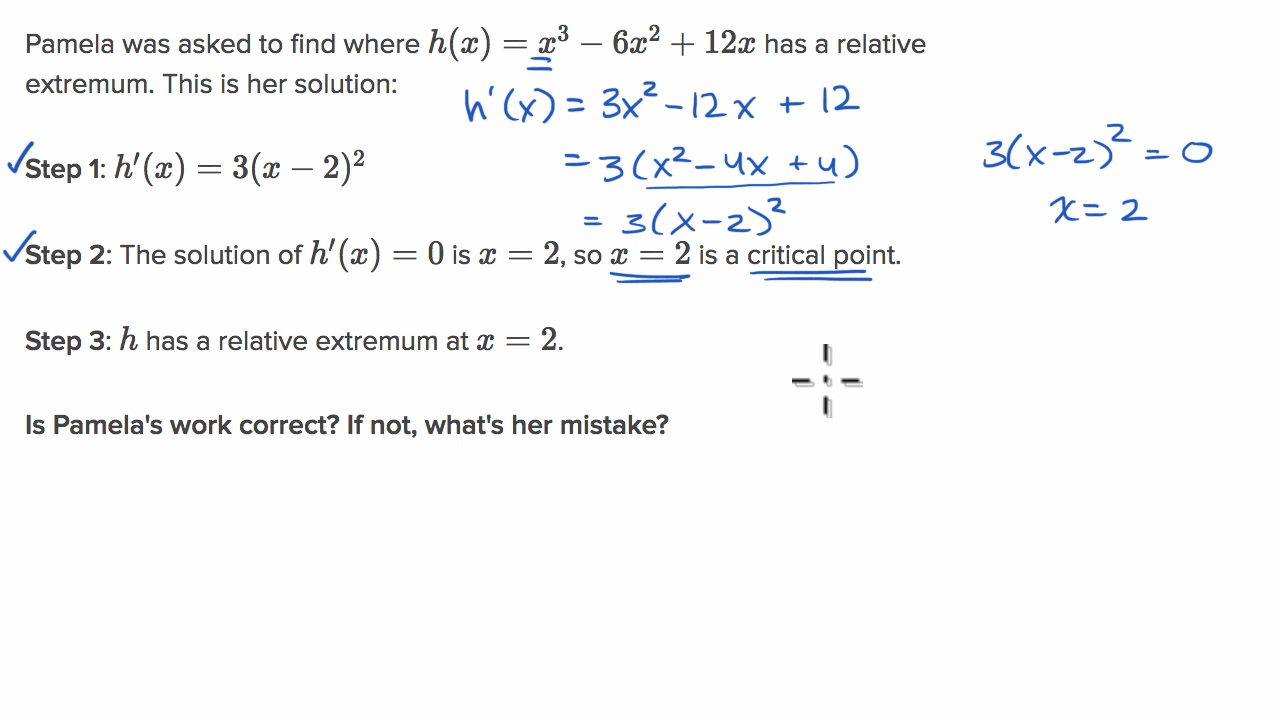 Pamela was asked to find where h(x) = x³ − 6x² + 12x has a relative
extremum. This is her solution:
h'(x) = 3x² - 12x + 12
✓Step 1: h′(x) = 3(x − 2)²
= 3(x² - 4x + 4)
3(x-2)² = 0
= 3(x-2)²
x = 2
✓Step 2: The solution of h′(x) = 0 is x = 2, so x = 2 is a critical point.
Step 3: h has a relative extremum at x = 2.
Is Pamela's work correct? If not, what's her mistake?